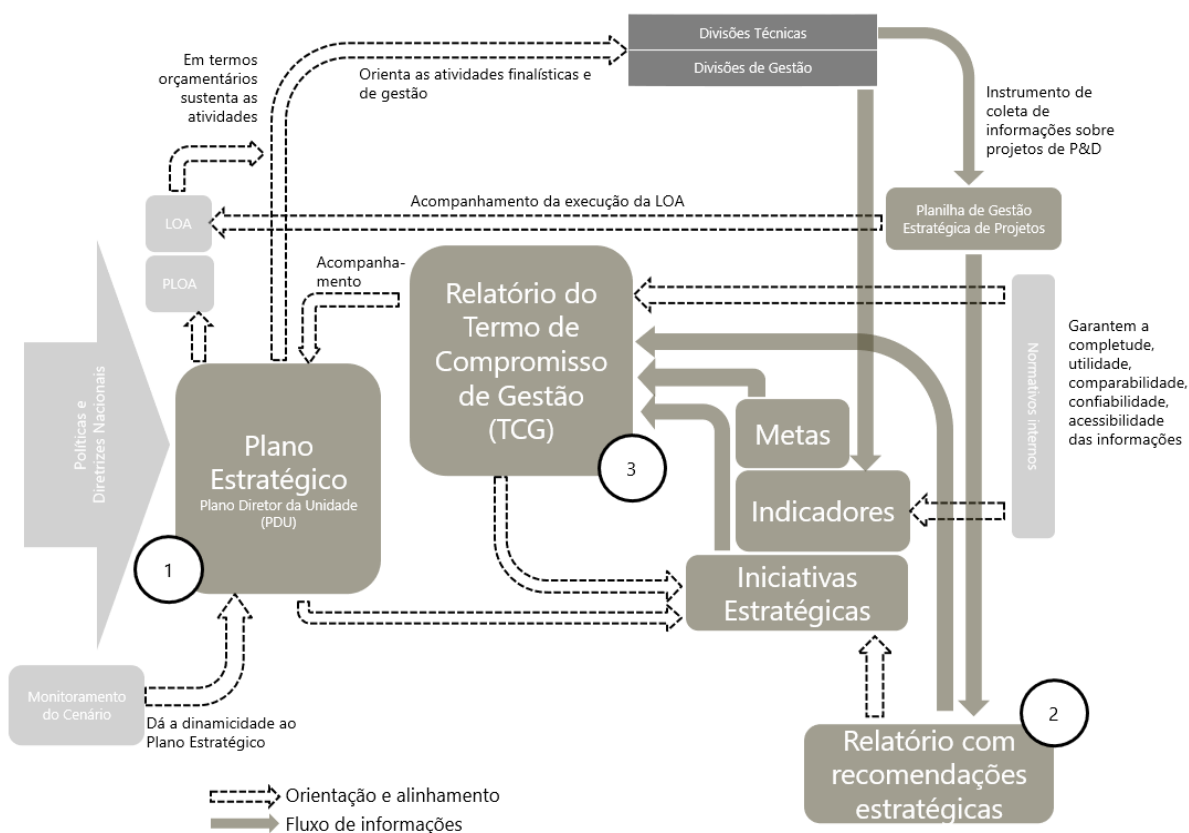 Divisões Técnicas
Divisões de Gestão
Em termos
orçamentários
sustenta as
atividades
Orienta as atividades finalísticas e
de gestão
Instrumento de
coleta de
informações sobre
projetos de P&D
LOA
Acompanhamento da execução da LOA
Planilha de Gestão
Estratégica de Projetos
PLOA
Acompanha-
mento
Relatório do
Termo de
Compromisso
de Gestão
(TCG)
3
Políticas e
Diretrizes Nacionais
Plano
Estratégico
Plano Diretor da Unidade
(PDU)
1
Metas
Indicadores
Iniciativas
Estratégicas
Normativos internos
Garantem a
completude,
utilidade,
comparabilidade,
confiabilidade,
acessibilidade
das informações
Monitoramento
do Cenário
Dá a dinamicidade ao
Plano Estratégico
2
Relatório com
recomendações
estratégicas
Orientação e alinhamento
Fluxo de informações